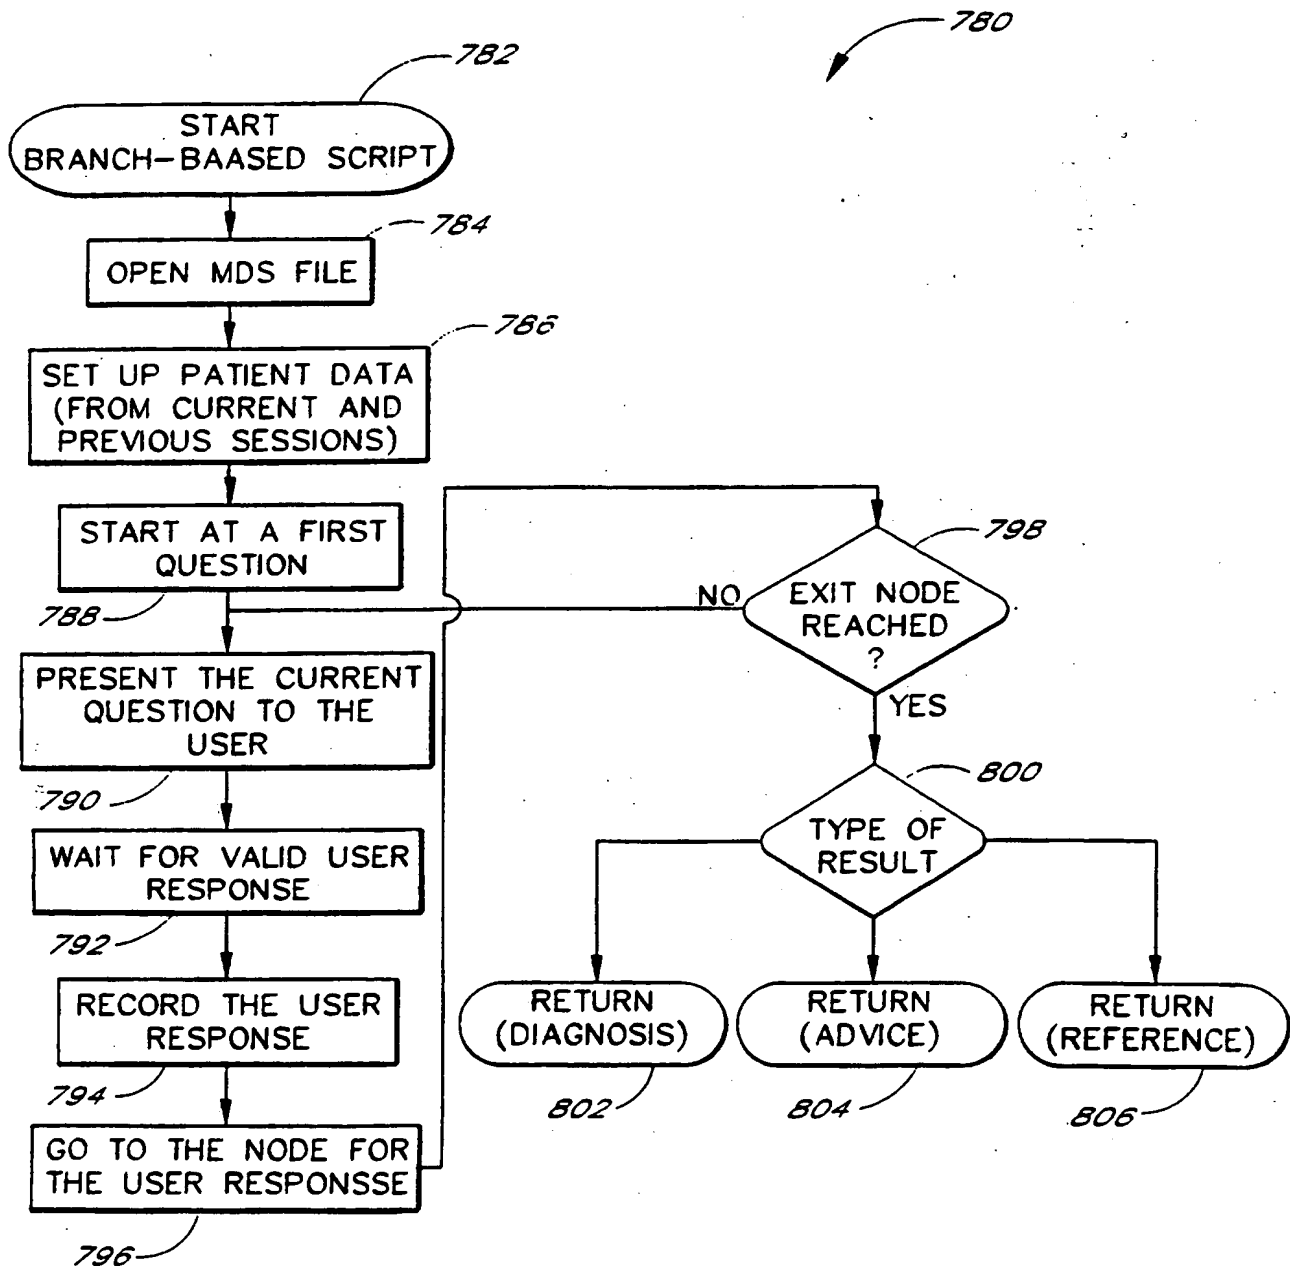 780
782
START
BRANCH-BAASED SCRIPT
784
OPEN MDS FILE
786
SET UP PATIENT DATA
(FROM CURRENT AND
PREVIOUS SESSIONS)
START AT A FIRST
QUESTION
788
PRESENT THE CURRENT
QUESTION TO THE
USER
790
WAIT FOR VALID USER
RESPONSE
792
RECORD THE USER
RESPONSE
794
GO TO THE NODE FOR
THE USER RESPONSSE
796
798
NO
EXIT NODE
REACHED
?
YES
800
TYPE OF
RESULT
RETURN
(DIAGNOSIS)
802
RETURN
(ADVICE)
804
RETURN
(REFERENCE)
806